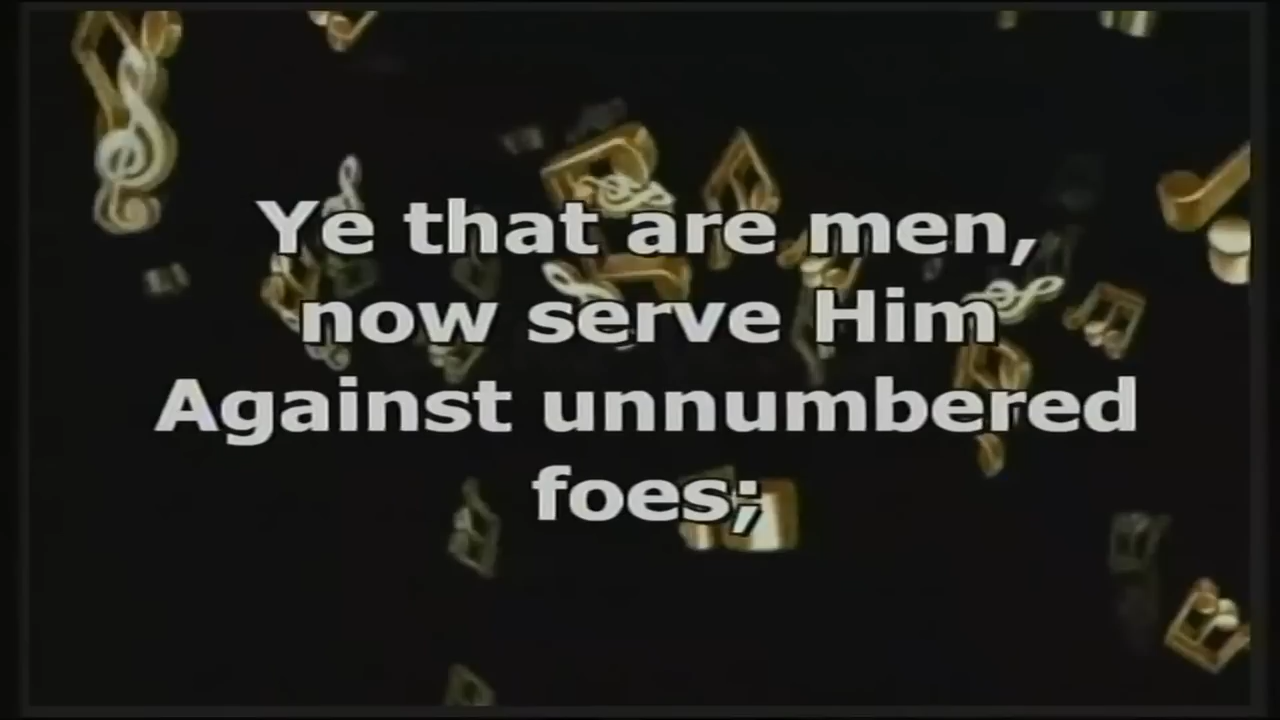 Ye that are men,
now serve Him
Against unnumbered
foes;